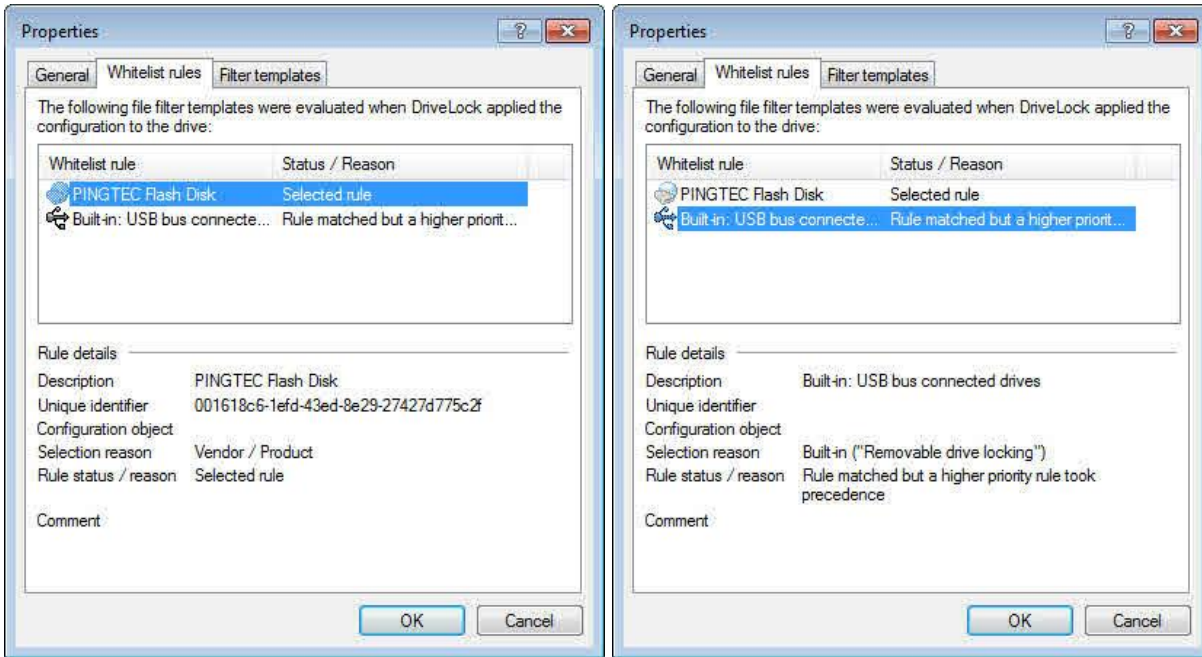 Properties
General Whitelist rules Filter templates
The following file filter templates were evaluated when DriveLock applied the
configuration to the drive:
Whitelist rule Status / Reason
PINGTEC Flash Disk Selected rule
Built-in: USB bus connecte... Rule matched but a higher priorit...
Rule details
Description PINGTEC Flash Disk
Unique identifier 001618c6-1efd-43ed-8e29-27427d775c2f
Configuration object
Selection reason Vendor / Product
Rule status / reason Selected rule
Comment
OK Cancel
Properties
General Whitelist rules Filter templates
The following file filter templates were evaluated when DriveLock applied the
configuration to the drive:
Whitelist rule Status / Reason
PINGTEC Flash Disk Selected rule
Built-in: USB bus connecte... Rule matched but a higher priorit...
Rule details
Description Built-in: USB bus connected drives
Unique identifier
Configuration object
Selection reason Built-in ("Removable drive locking")
Rule status / reason Rule matched but a higher priority rule took
precedence
Comment
OK Cancel